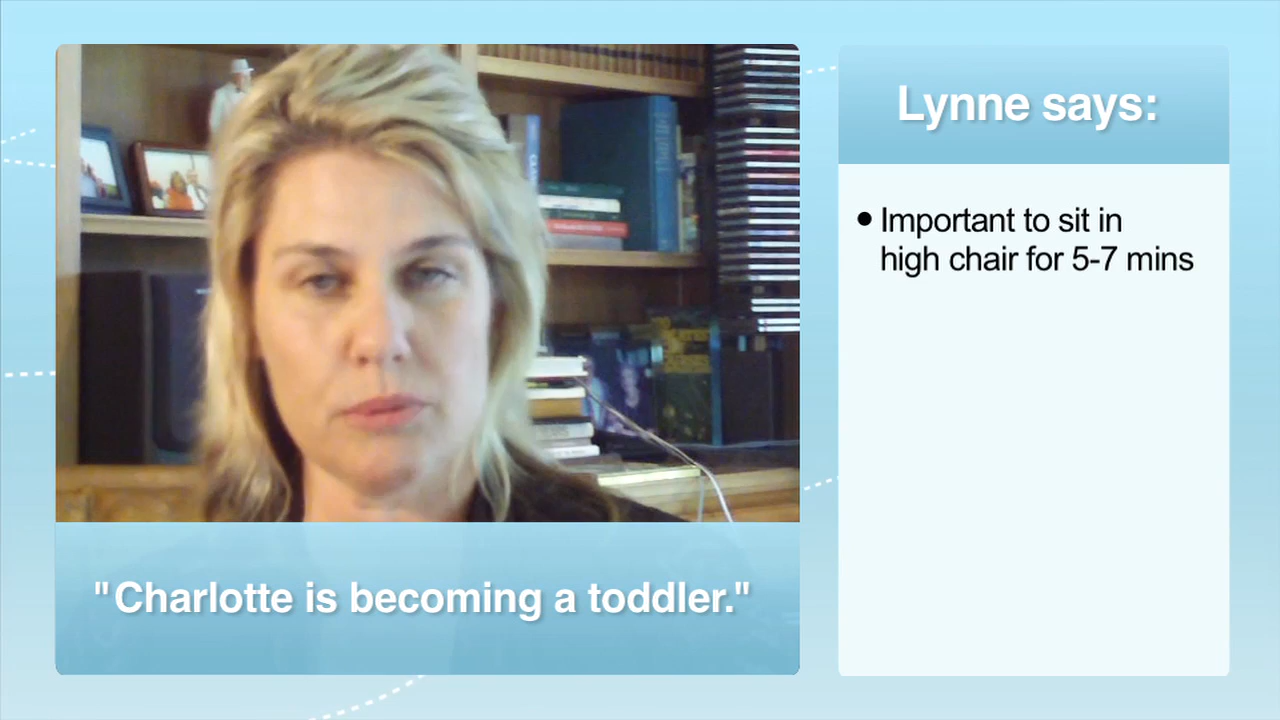 Lynne says:
• Important to sit in
high chair for 5-7 mins
"Charlotte is becoming a toddler."